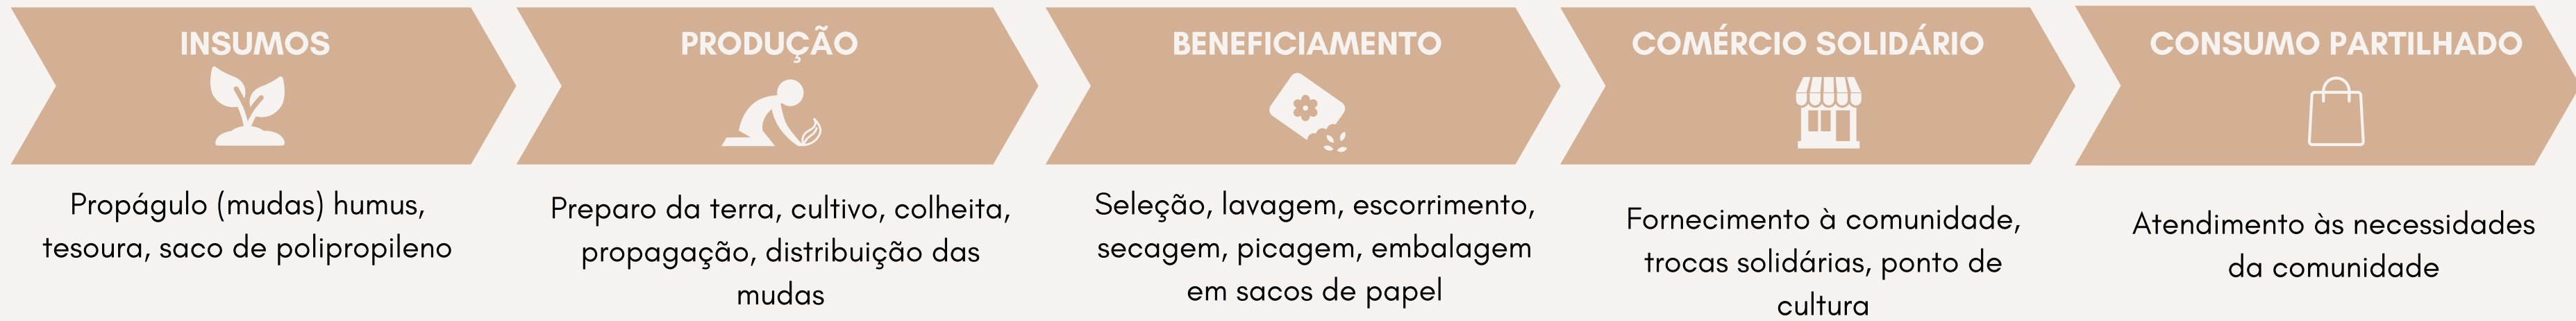 INSUMOS
Propágulo (mudas) humus,
tesoura, saco de polipropileno
PRODUÇÃO
Preparo da terra, cultivo, colheita,
propagação, distribuição das
mudas
BENEFICIAMENTO
Seleção, lavagem, escorrimento,
secagem, picagem, embalagem
em sacos de papel
COMÉRCIO SOLIDÁRIO
Fornecimento à comunidade,
trocas solidárias, ponto de
cultura
CONSUMO PARTILHADO
Atendimento às necessidades
da comunidade